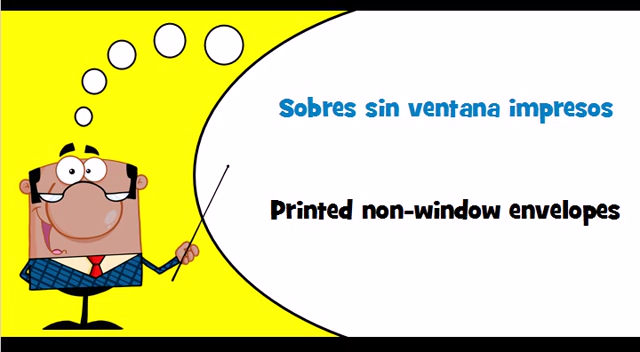 Sobres sin ventana impresos
Printed non-window envelopes